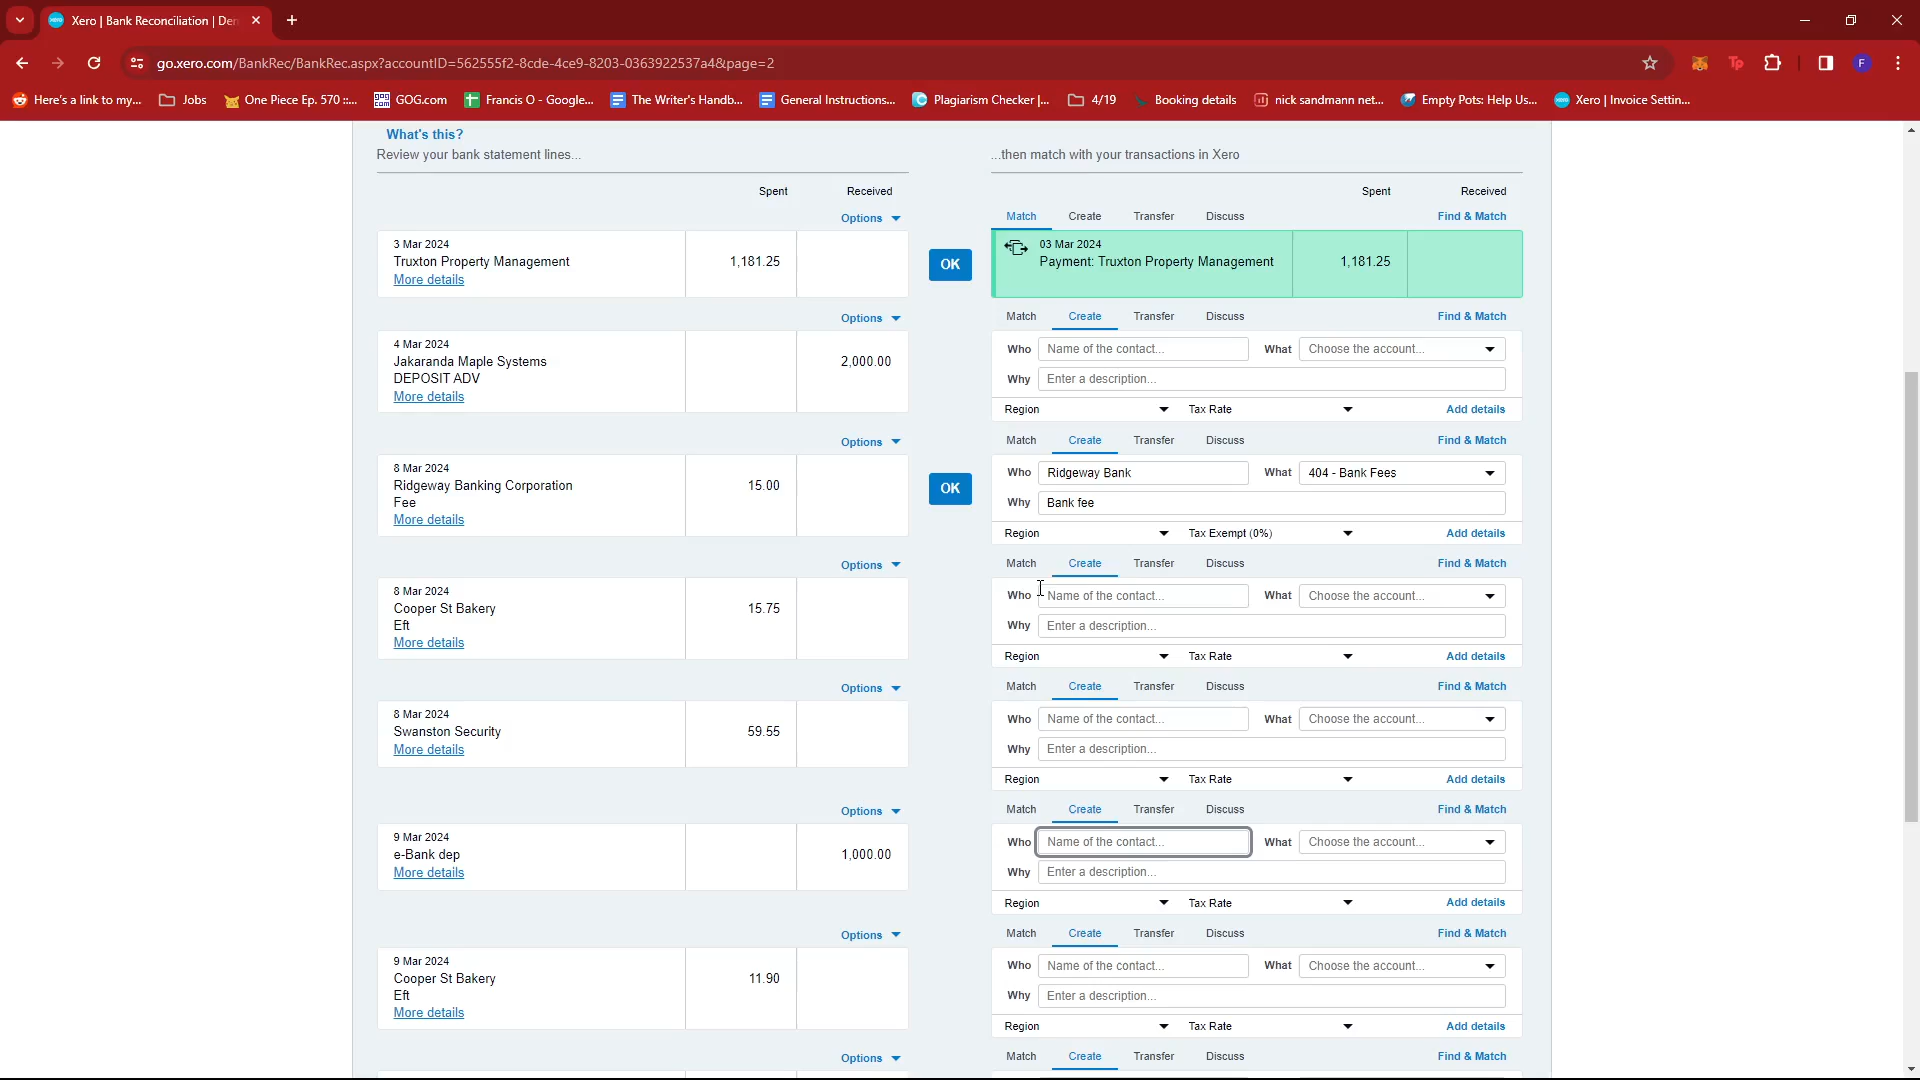 Xero | Bank Reconciliation | Den
go.xero.com/BankRec/BankRec.aspx?accountID=562555f2-8cde-4ce9-8203-0363922537a4&page=2
Tp
F
Here's a link to my...
Jobs
One Piece Ep. 570 ::...
GOG.com
Francis O - Google...
The Writer's Handb...
General Instructions...
Plagiarism Checker |...
4/19
Booking details
nick sandmann net...
Empty Pots: Help Us...
Xero | Invoice Settin...
What's this?
Review your bank statement lines...
...then match with your transactions in Xero
Spent Received
Spent Received
Options
Match Create Transfer Discuss Find & Match
3 Mar 2024
Truxton Property Management 1,181.25
More details
OK
03 Mar 2024
Payment: Truxton Property Management 1,181.25
Options
Match Create Transfer Discuss Find & Match
4 Mar 2024
Jakaranda Maple Systems 2,000.00
DEPOSIT ADV
More details
Who Name of the contact... What Choose the account...
Why Enter a description...
Region Tax Rate Add details
Options
Match Create Transfer Discuss Find & Match
8 Mar 2024
Ridgeway Banking Corporation 15.00
Fee
More details
OK
Who Ridgeway Bank What 404 - Bank Fees
Why Bank fee
Region Tax Exempt (0%) Add details
Options
Match Create Transfer Discuss Find & Match
8 Mar 2024
Cooper St Bakery 15.75
Eft
More details
Who Name of the contact... What Choose the account...
Why Enter a description...
Region Tax Rate Add details
Options
Match Create Transfer Discuss Find & Match
8 Mar 2024
Swanston Security 59.55
More details
Who Name of the contact... What Choose the account...
Why Enter a description...
Region Tax Rate Add details
Options
Match Create Transfer Discuss Find & Match
9 Mar 2024
e-Bank dep 1,000.00
More details
Who Name of the contact... What Choose the account...
Why Enter a description...
Region Tax Rate Add details
Options
Match Create Transfer Discuss Find & Match
9 Mar 2024
Cooper St Bakery 11.90
Eft
More details
Who Name of the contact... What Choose the account...
Why Enter a description...
Region Tax Rate Add details
Options
Match Create Transfer Discuss Find & Match